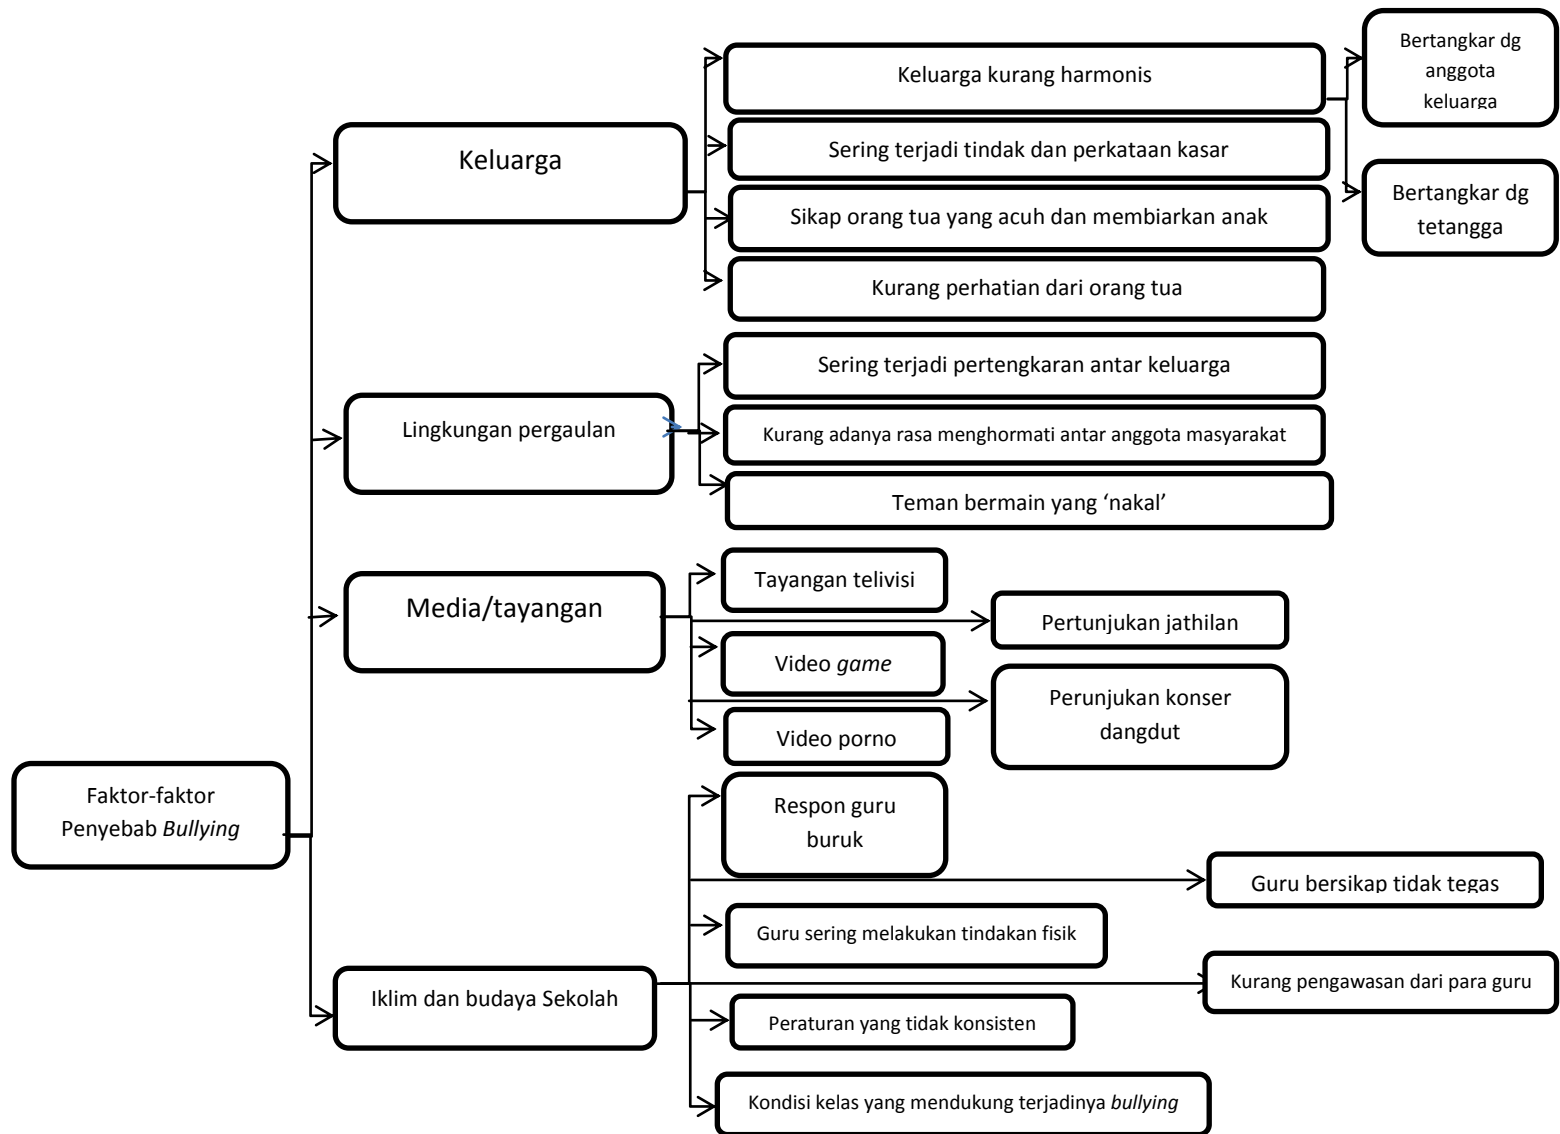 Bertangkar dg
anggota
keluarga
Keluarga kurang harmonis
Keluarga
Sering terjadi tindak dan perkataan kasar
Bertangkar dg
tetangga
Sikap orang tua yang acuh dan membiarkan anak
Kurang perhatian dari orang tua
Sering terjadi pertengkaran antar keluarga
Lingkungan pergaulan
Kurang adanya rasa menghormati antar anggota masyarakat
Teman bermain yang ‘nakal’
Media/tayangan
Tayangan telivisi
Pertunjukan jathilan
Video game
Perunjukan konser
dangdut
Video porno
Faktor-faktor
Penyebab Bullying
Respon guru
buruk
Guru bersikap tidak tegas
Guru sering melakukan tindakan fisik
Iklim dan budaya Sekolah
Kurang pengawasan dari para guru
Peraturan yang tidak konsisten
Kondisi kelas yang mendukung terjadinya bullying